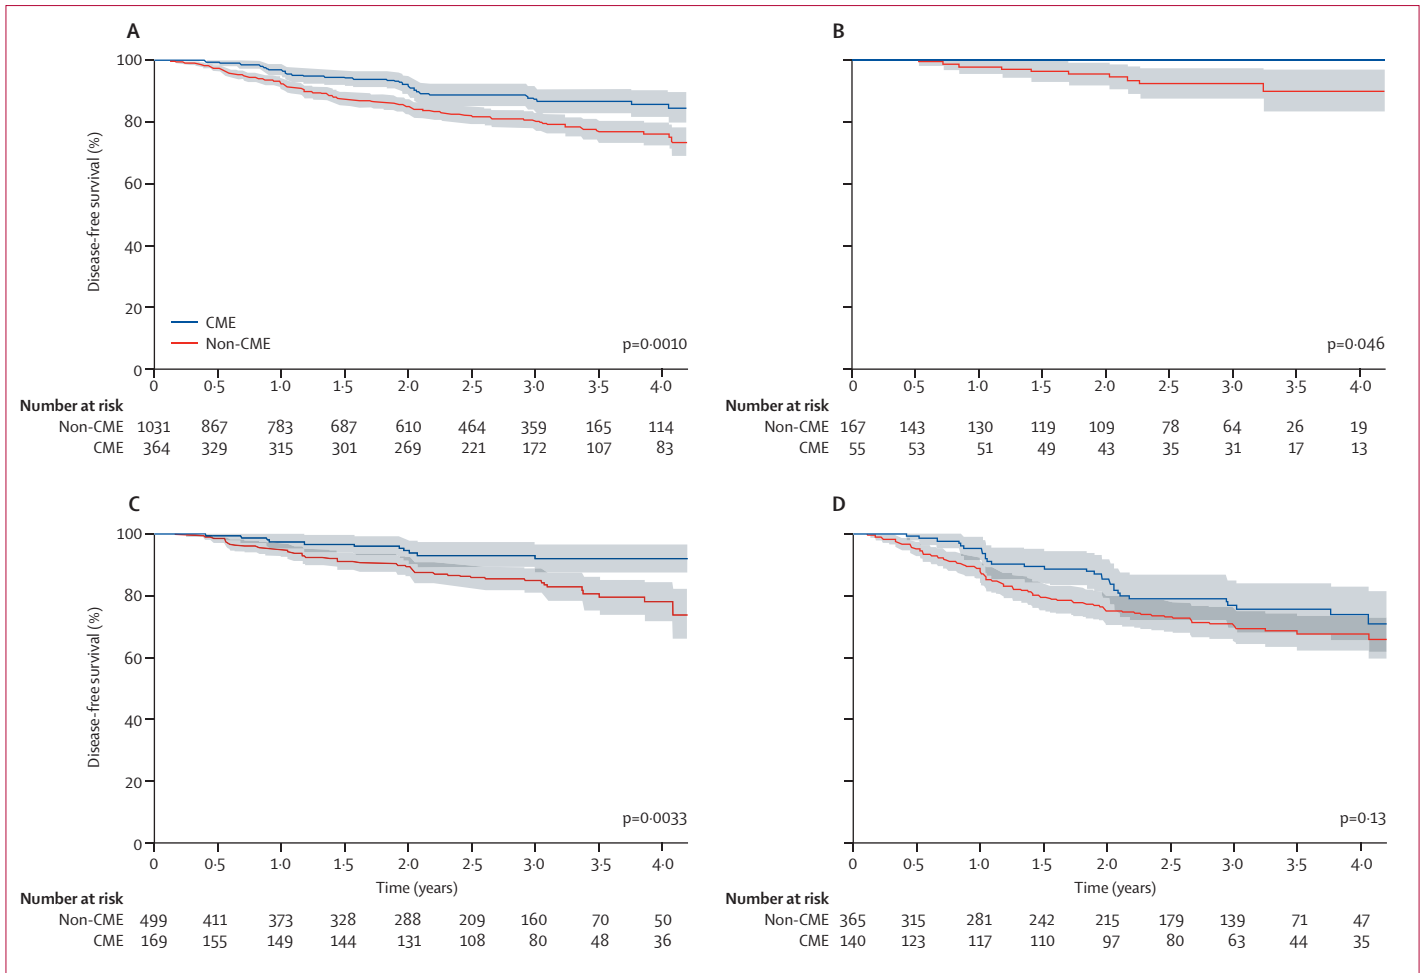 A
Disease-free survival (%)
100
80
60
40
20
0
CME
Non-CME
p=0·0010
0 0·5 1·0 1·5 2·0 2·5 3·0 3·5 4·0
Number at risk
Non-CME 1031 867 783 687 610 464 359 165 114
CME 364 329 315 301 269 221 172 107 83
B
p=0·046
0 0·5 1·0 1·5 2·0 2·5 3·0 3·5 4·0
Number at risk
Non-CME 167 143 130 119 109 78 64 26 19
CME 55 53 51 49 43 35 31 17 13
C
Disease-free survival (%)
100
80
60
40
20
0
p=0·0033
0 0·5 1·0 1·5 2·0 2·5 3·0 3·5 4·0
Time (years)
Number at risk
Non-CME 499 411 373 328 288 209 160 70 50
CME 169 155 149 144 131 108 80 48 36
D
p=0·13
0 0·5 1·0 1·5 2·0 2·5 3·0 3·5 4·0
Time (years)
Number at risk
Non-CME 365 315 281 242 215 179 139 71 47
CME 140 123 117 110 97 80 63 44 35